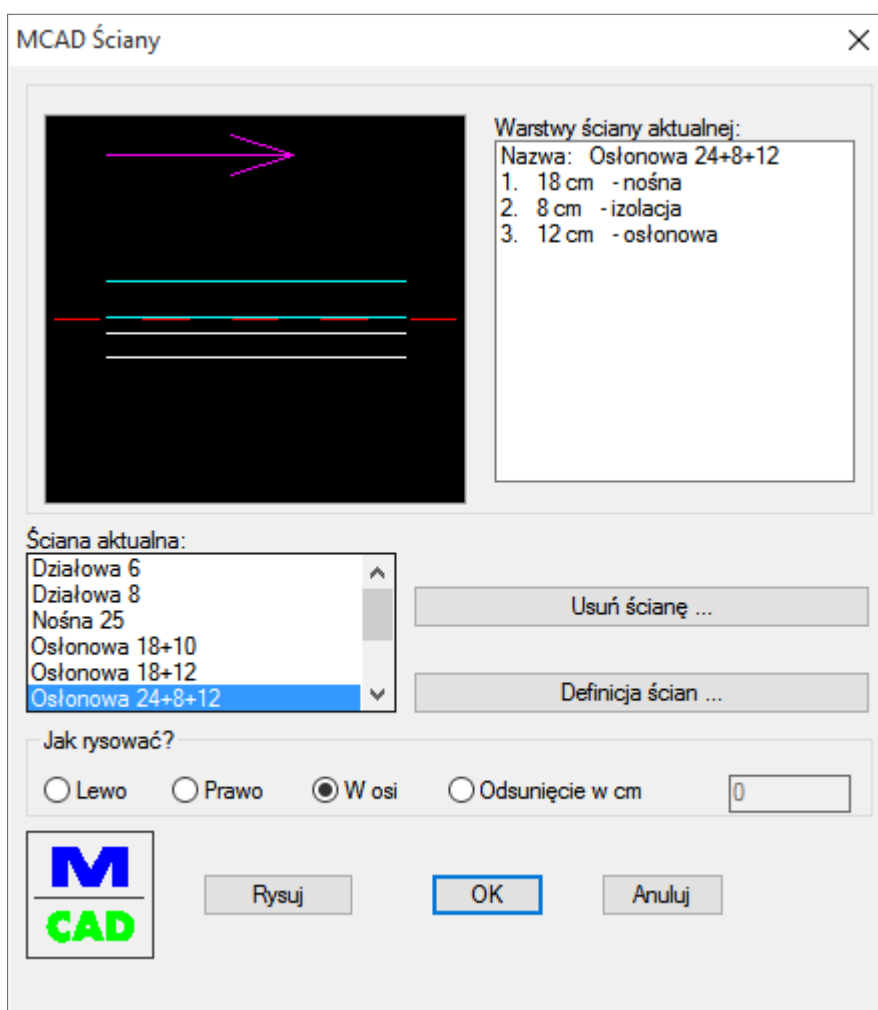 MCAD Ściany
Warstwy ściany aktualnej:
Nazwa: Osłonowa 24+8+12
1. 18 cm - nośna
2. 8 cm - izolacja
3. 12 cm - osłonowa
Ściana aktualna:
Działowa 6
Działowa 8
Nośna 25
Osłonowa 18+10
Osłonowa 18+12
Osłonowa 24+8+12
Usuń ścianę ...
Definicja ścian ...
Jak rysować?
Lewo Prawo W osi Odsunięcie w cm 0
M
CAD
Rysuj OK Anuluj